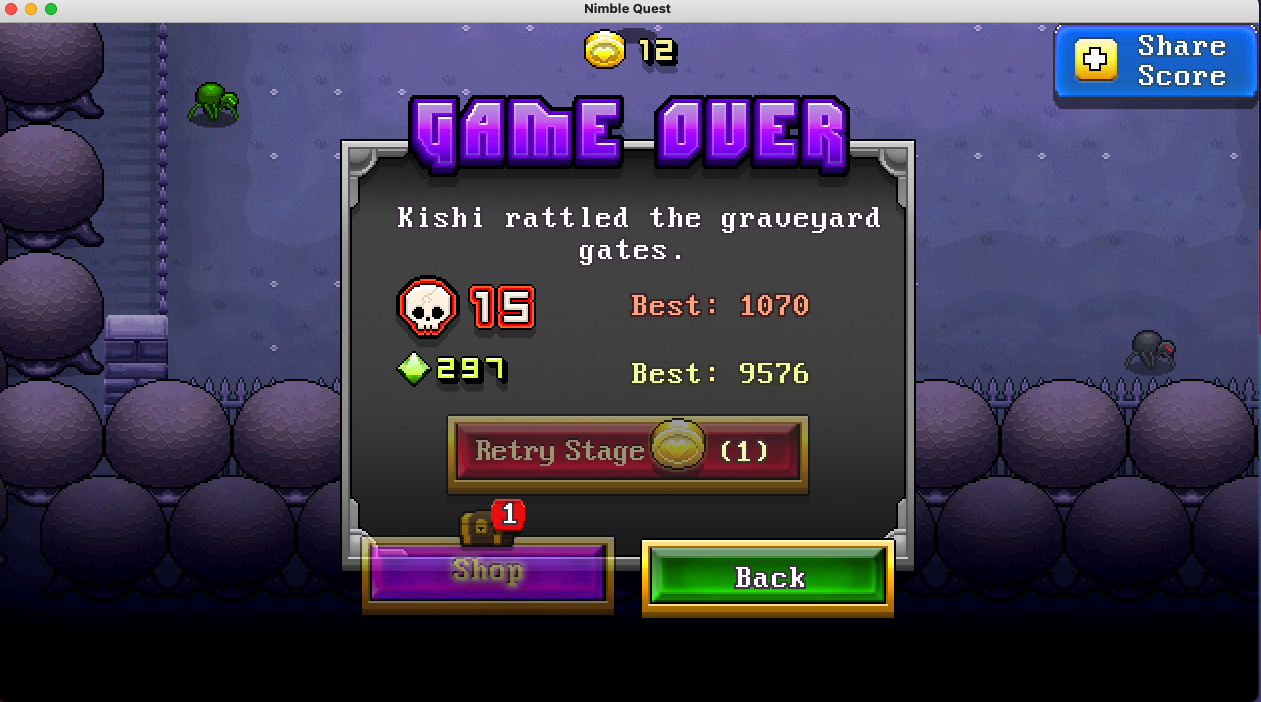 Nimble Quest
12
Share
Score
GAME OVER
Kishi rattled the graveyard
gates.
15 Best: 1070
297 Best: 9576
Retry Stage (1)
1
Shop
Back